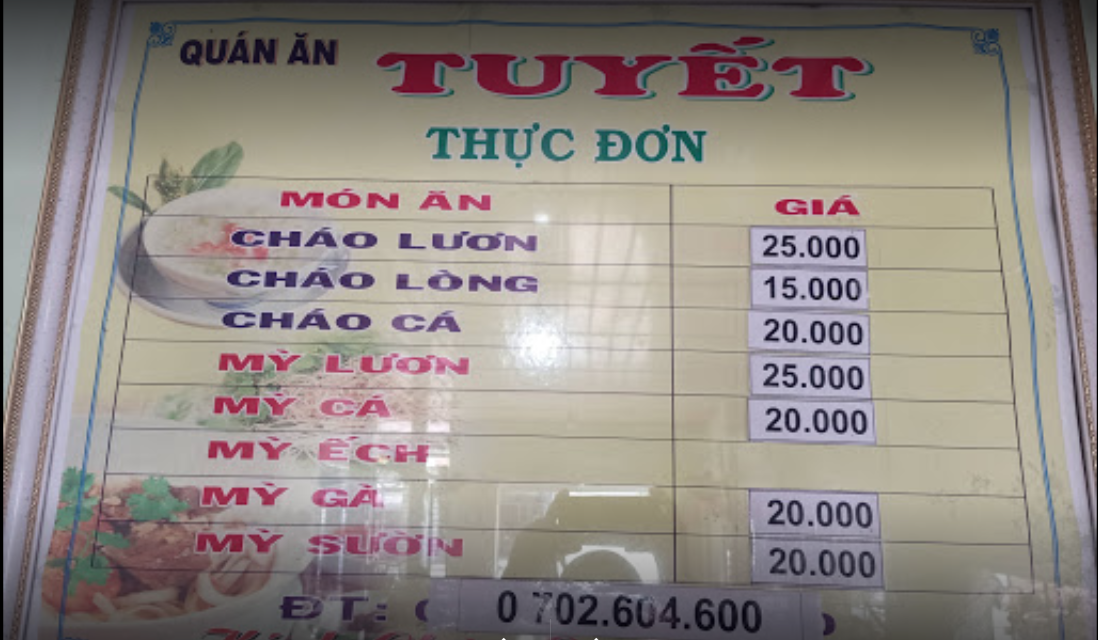 QUÁN ĂN TUYẾT
THỰC ĐƠN
MÓN ĂN GIÁ
CHÁO LƯƠN 25.000
CHÁO LÒNG 15.000
CHÁO CÁ 20.000
MỲ LƯƠN 25.000
MỲ CÁ 20.000
MỲ ẾCH
MỲ GÀ 20.000
MỲ SƯỜN 20.000
ĐT: 0 702.604.600